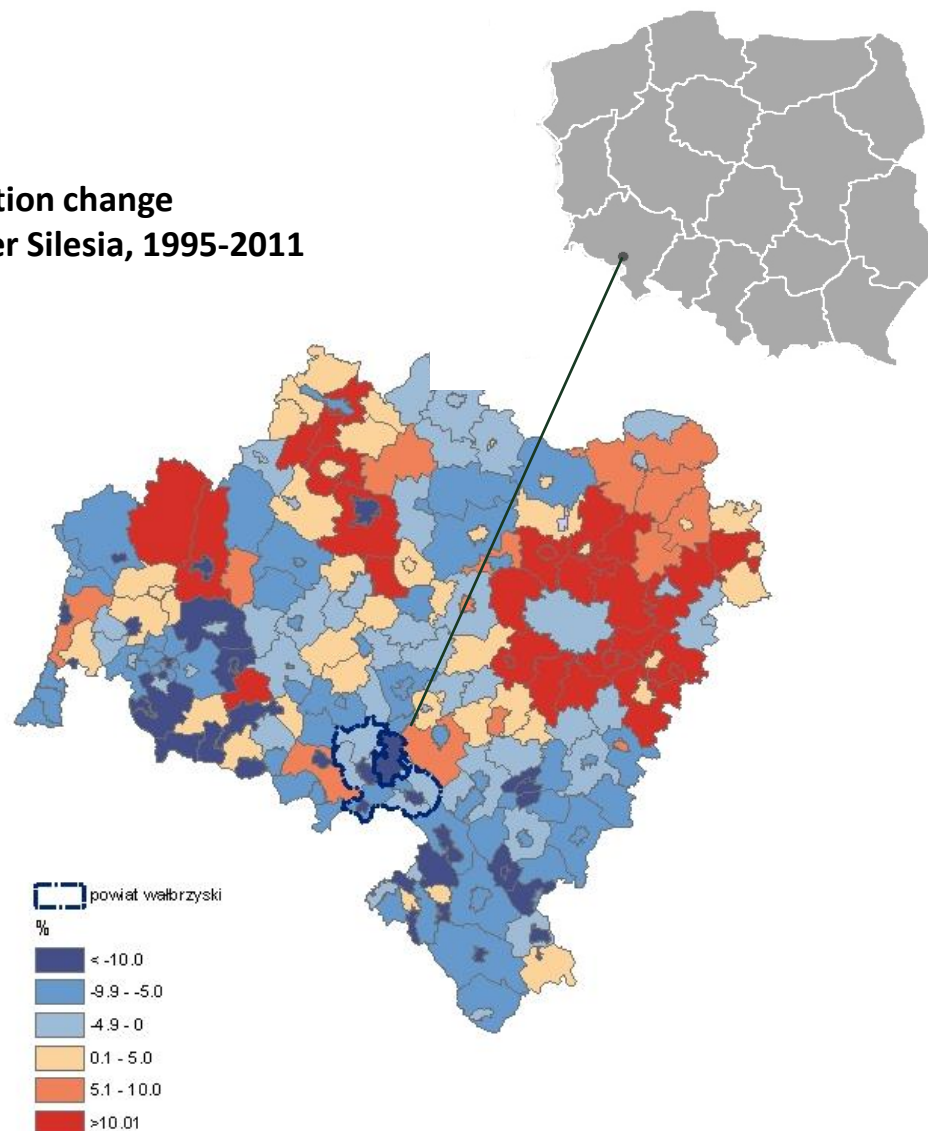 tion change
er Silesia, 1995-2011
powiat wałbrzyski
%
< -10.0
-9.9 - -5.0
-4.9 - 0
0.1 - 5.0
5.1 - 10.0
>10.01